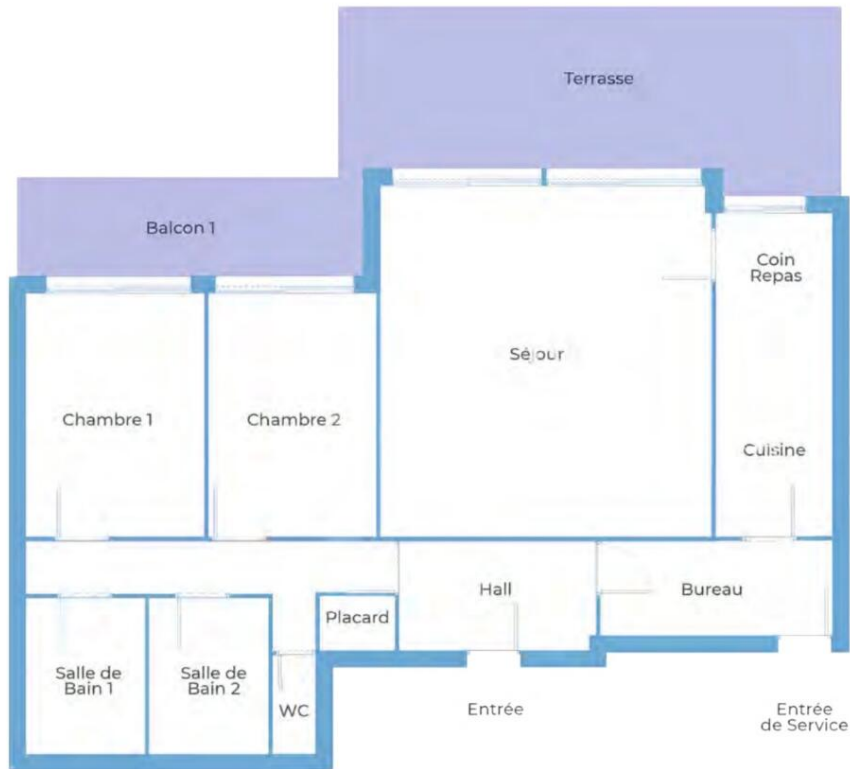 Terrasse
Balcon 1
Coin
Repas
Séjour
Chambre 1
Chambre 2
Cuisine
Hall
Bureau
Placard
Salle de
Bain 1
Salle de
Bain 2
WC
Entrée
Entrée
de Service